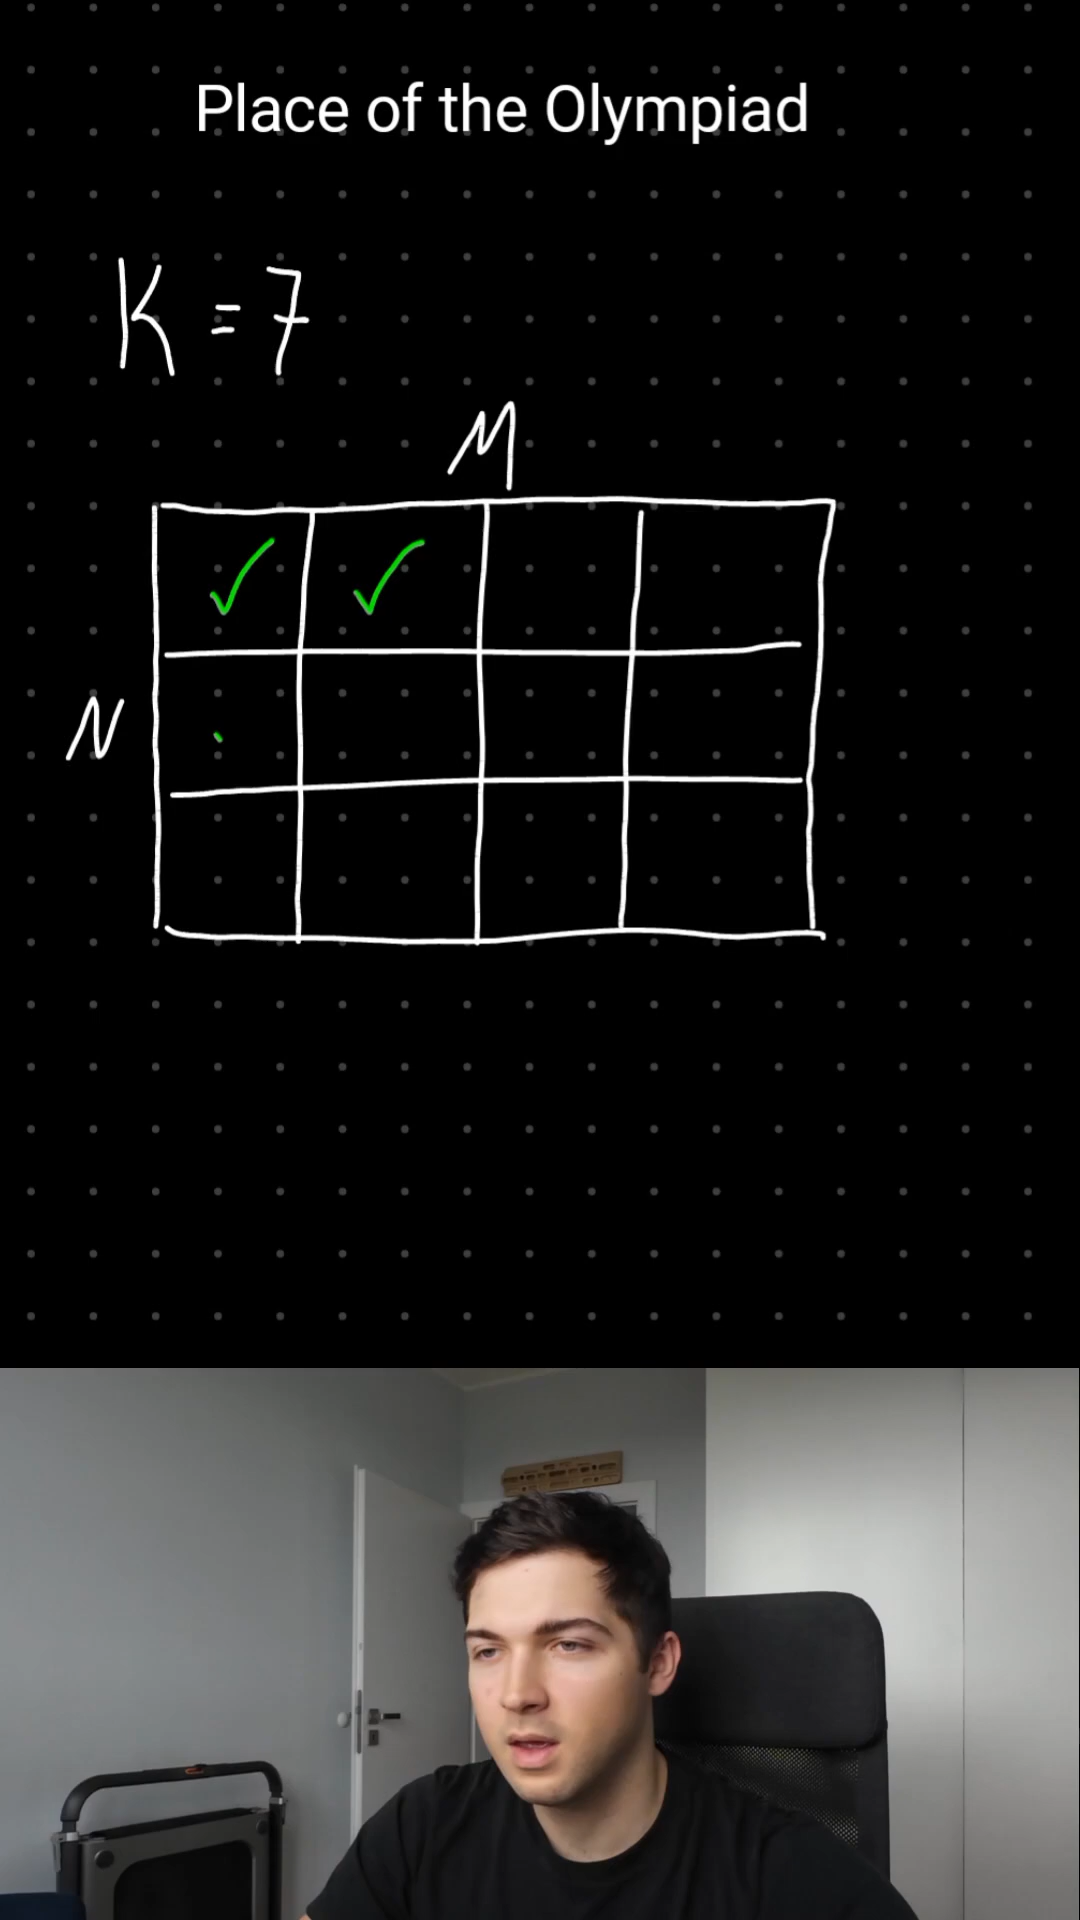 Place of the Olympiad
K = 7
M
N